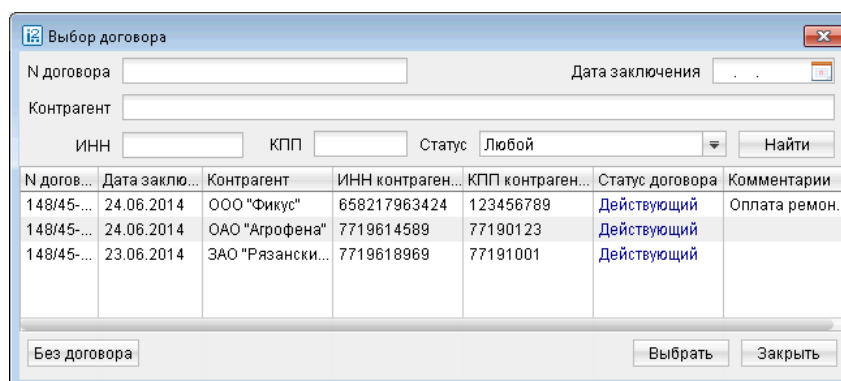 Выбор договора
N договора Дата заключения . .
Контрагент
ИНН КПП Статус Любой Найти
N догов... Дата заклю... Контрагент ИНН контраген... КПП контраген... Статус договора Комментарии
148/45-... 24.06.2014 ООО "Фикус" 658217963424 123456789 Действующий Оплата ремон.
148/45-... 24.06.2014 ОАО "Агрофена" 7719614589 77190123 Действующий
148/45-... 23.06.2014 ЗАО "Рязански... 7719618969 77191001 Действующий
Без договора Выбрать Закрыть